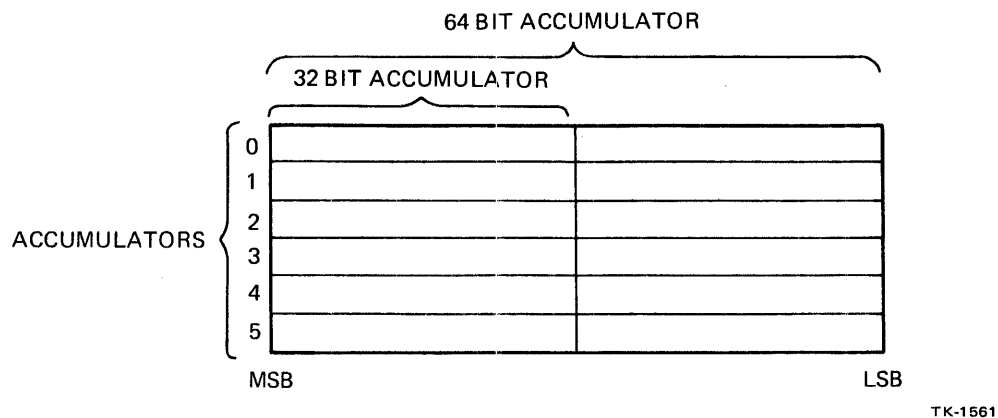 64 BIT ACCUMULATOR
32 BIT ACCUMULATOR
0
1
2
ACCUMULATORS
3
4
5
MSB LSB
TK-1561